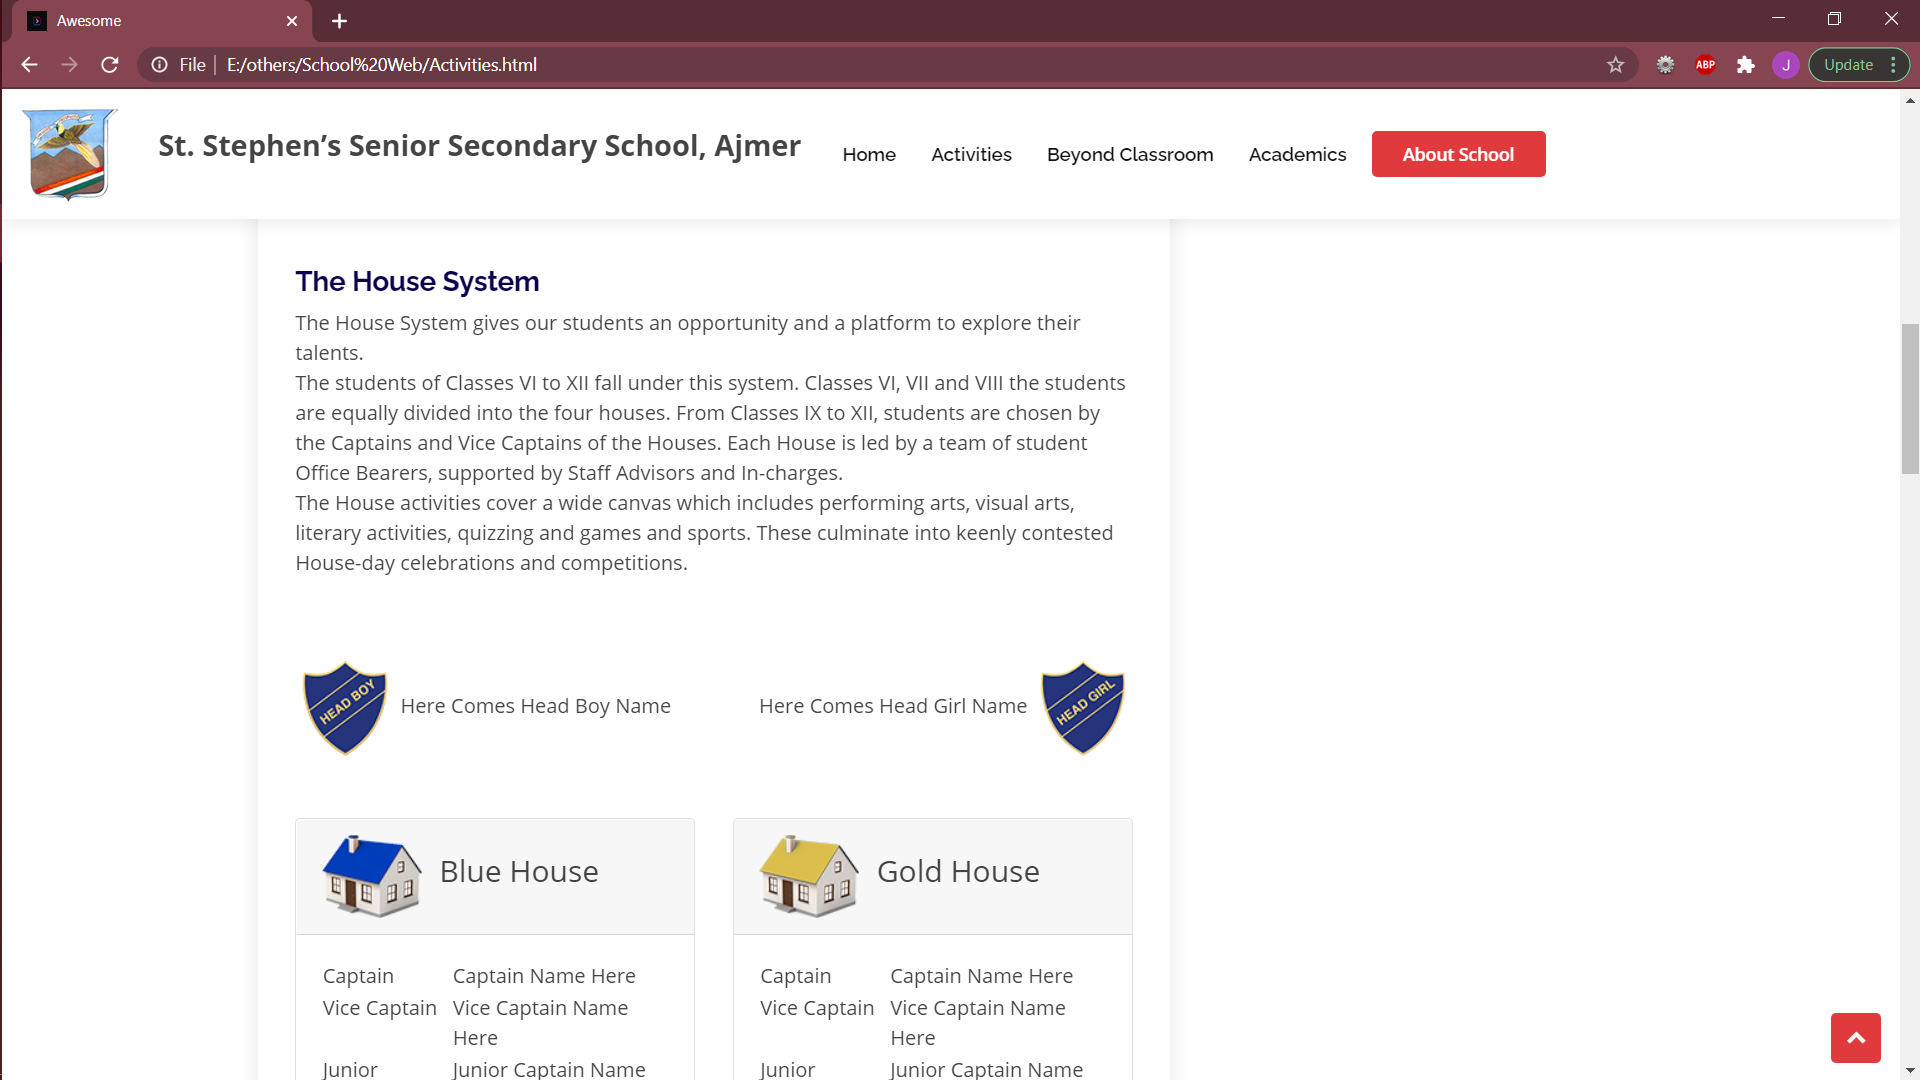 Awesome
File
E:/others/School%20Web/Activities.html
ABP
J
Update
St. Stephen’s Senior Secondary School, Ajmer
Home
Activities
Beyond Classroom
Academics
About School
The House System
The House System gives our students an opportunity and a platform to explore their
talents.
The students of Classes VI to XII fall under this system. Classes VI, VII and VIII the students
are equally divided into the four houses. From Classes IX to XII, students are chosen by
the Captains and Vice Captains of the Houses. Each House is led by a team of student
Office Bearers, supported by Staff Advisors and In-charges.
The House activities cover a wide canvas which includes performing arts, visual arts,
literary activities, quizzing and games and sports. These culminate into keenly contested
House-day celebrations and competitions.
HEAD BOY
Here Comes Head Boy Name
Here Comes Head Girl Name
HEAD GIRL
Blue House
Captain Captain Name Here
Vice Captain Vice Captain Name
Here
Junior Junior Captain Name
Gold House
Captain Captain Name Here
Vice Captain Vice Captain Name
Here
Junior Junior Captain Name